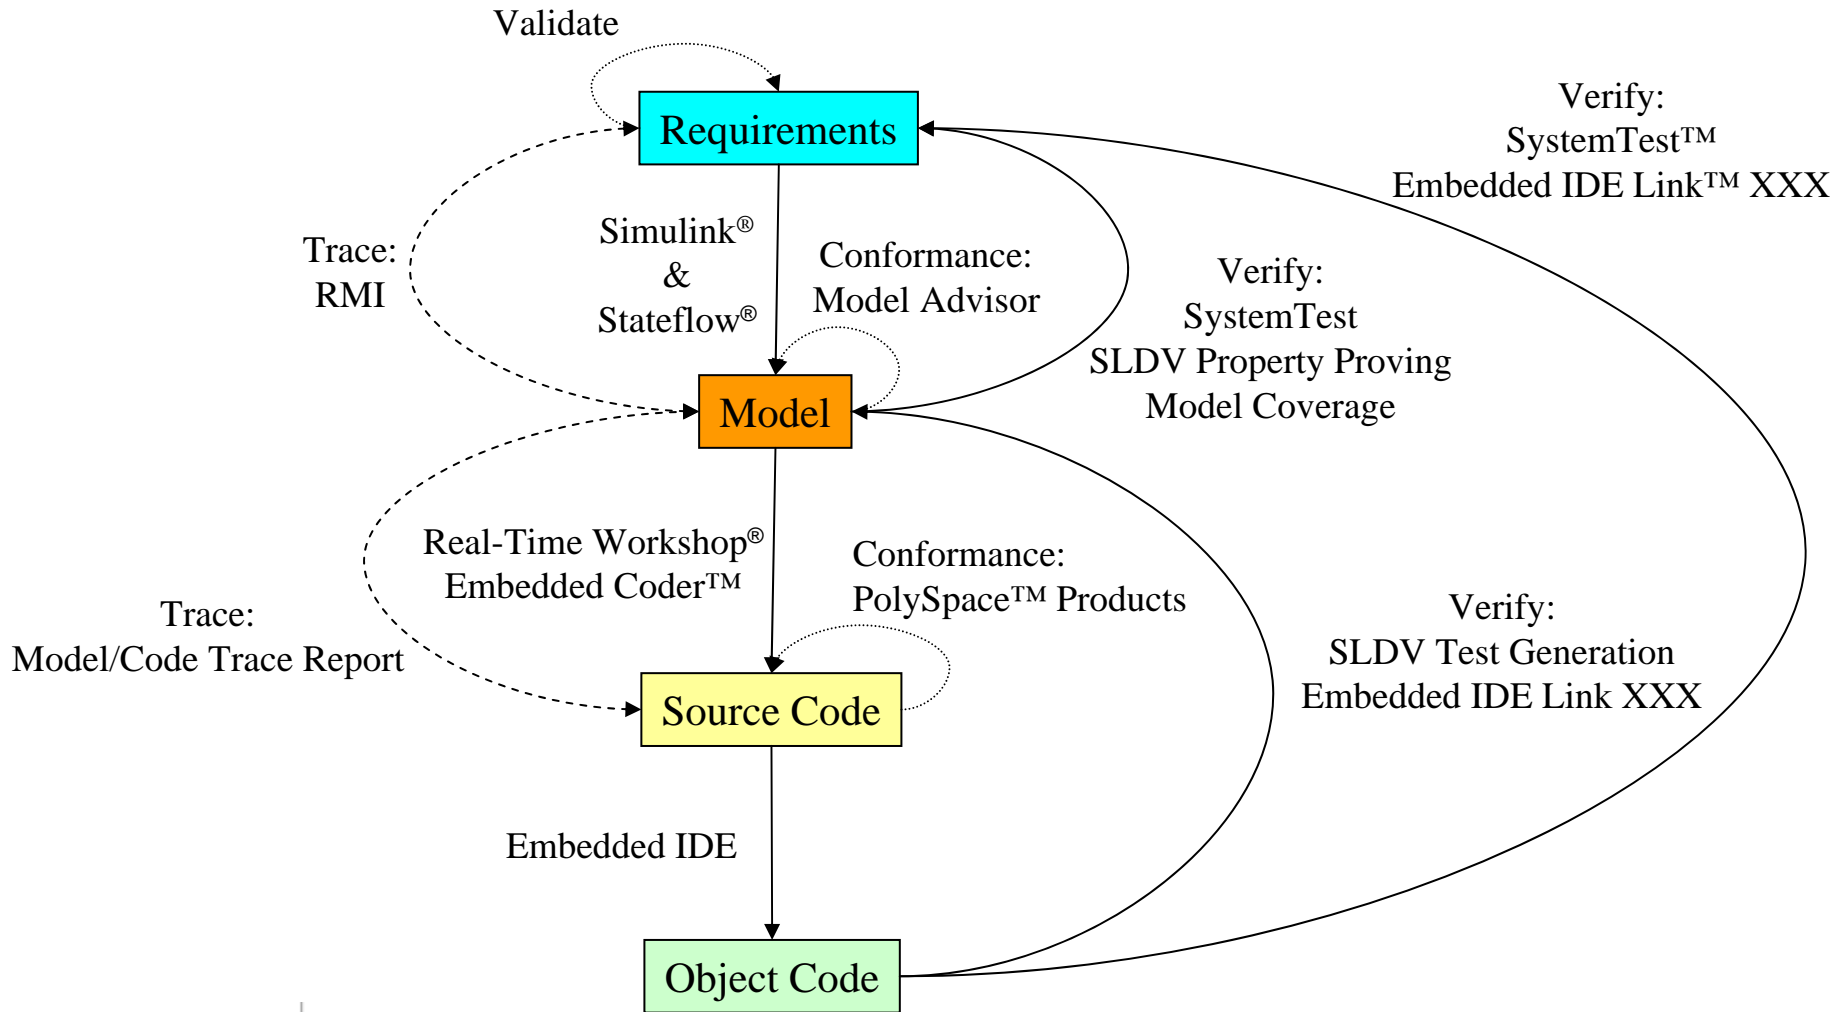 Validate
Requirements
Verify:
SystemTest™
Embedded IDE Link™ XXX
Trace:
RMI
Simulink®
&
Stateflow®
Conformance:
Model Advisor
Verify:
SystemTest
SLDV Property Proving
Model Coverage
Model
Real-Time Workshop®
Embedded Coder™
Conformance:
PolySpace™ Products
Trace:
Model/Code Trace Report
Verify:
SLDV Test Generation
Embedded IDE Link XXX
Source Code
Embedded IDE
Object Code